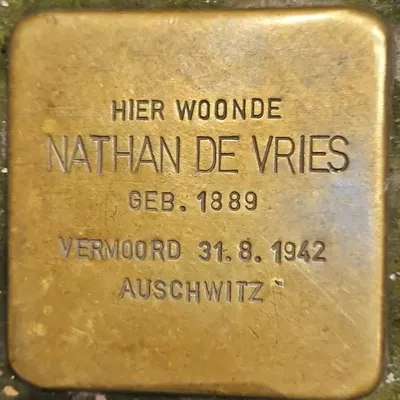 HIER WOONDE
NATHAN DE VRIES
GEB. 1889
VERMOORD 31.8.1942
AUSCHWITZ